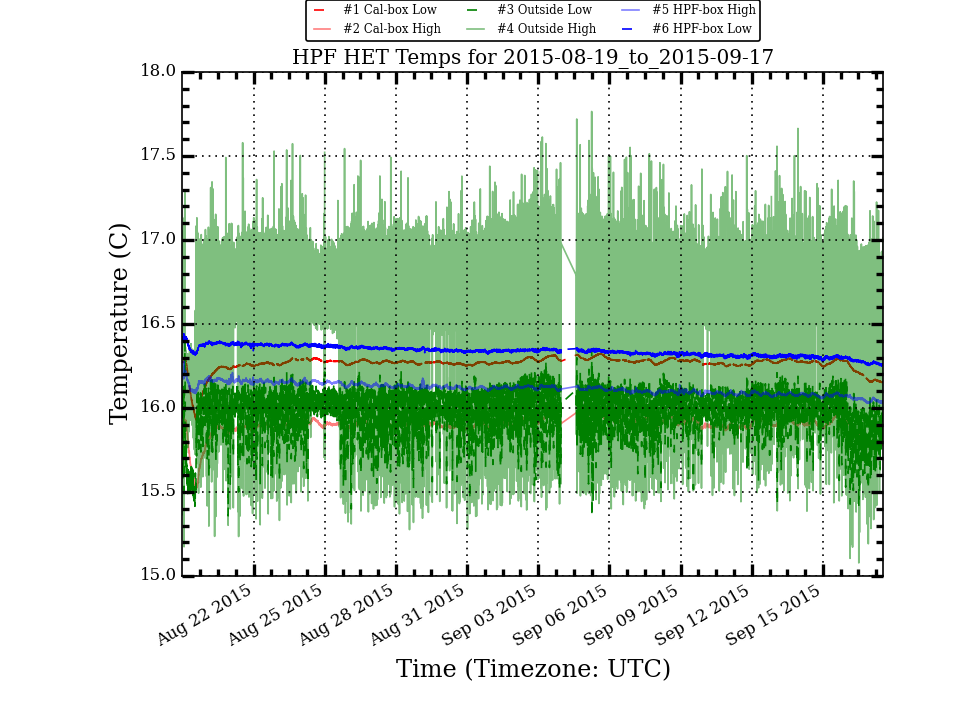 #1 Cal-box Low #3 Outside Low #5 HPF-box High
#2 Cal-box High #4 Outside High #6 HPF-box Low
HPF HET Temps for 2015-08-19_to_2015-09-17
18.0
17.5
17.0
16.5
16.0
15.5
15.0
Temperature (C)
Aug 22 2015 Aug 25 2015 Aug 28 2015 Aug 31 2015 Sep 03 2015 Sep 06 2015 Sep 09 2015 Sep 12 2015 Sep 15 2015
Time (Timezone: UTC)